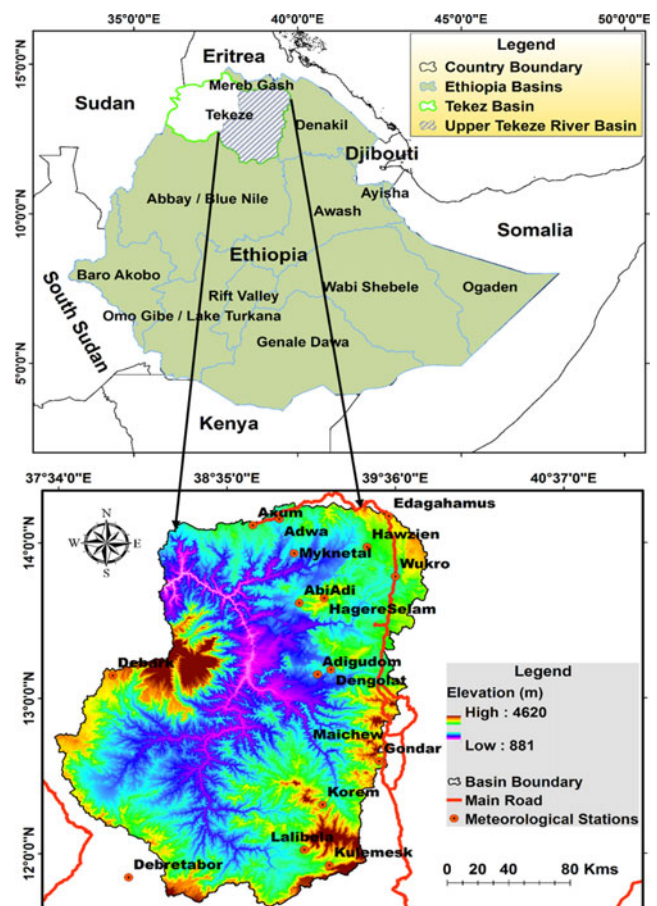 35°0'0"E 40°0'0"E 45°0'0"E 50°0'0"E
15°0'0"N
10°0'0"N
5°0'0"N
Eritrea
Legend
Country Boundary
Ethiopia Basins
Tekez Basin
Upper Tekeze River Basin
Sudan
Mereb Gash
Tekeze
Denakil
Djibouti
Ayisha
Abbay / Blue Nile
Awash
Somalia
Ethiopia
Baro Akobo
Rift Valley
Wabi Shebele
Ogaden
South Sudan
Omo Gibe / Lake Turkana
Genale Dawa
Kenya
37°34'0"E 38°35'0"E 39°36'0"E 40°37'0"E
14°0'0"N
13°0'0"N
12°0'0"N
N
W E
S
Axum
Edagahamus
Adwa
Hawzien
Myknetal
Wukro
AbiAdi
HagereSelam
Debark
Adigudom
Dengolat
Maichew
Gondar
Korem
Lalibela
Kulemesk
Debretabor
Legend
Elevation (m)
High : 4620
Low : 881
Basin Boundary
Main Road
Meteorological Stations
0 20 40 80 Kms